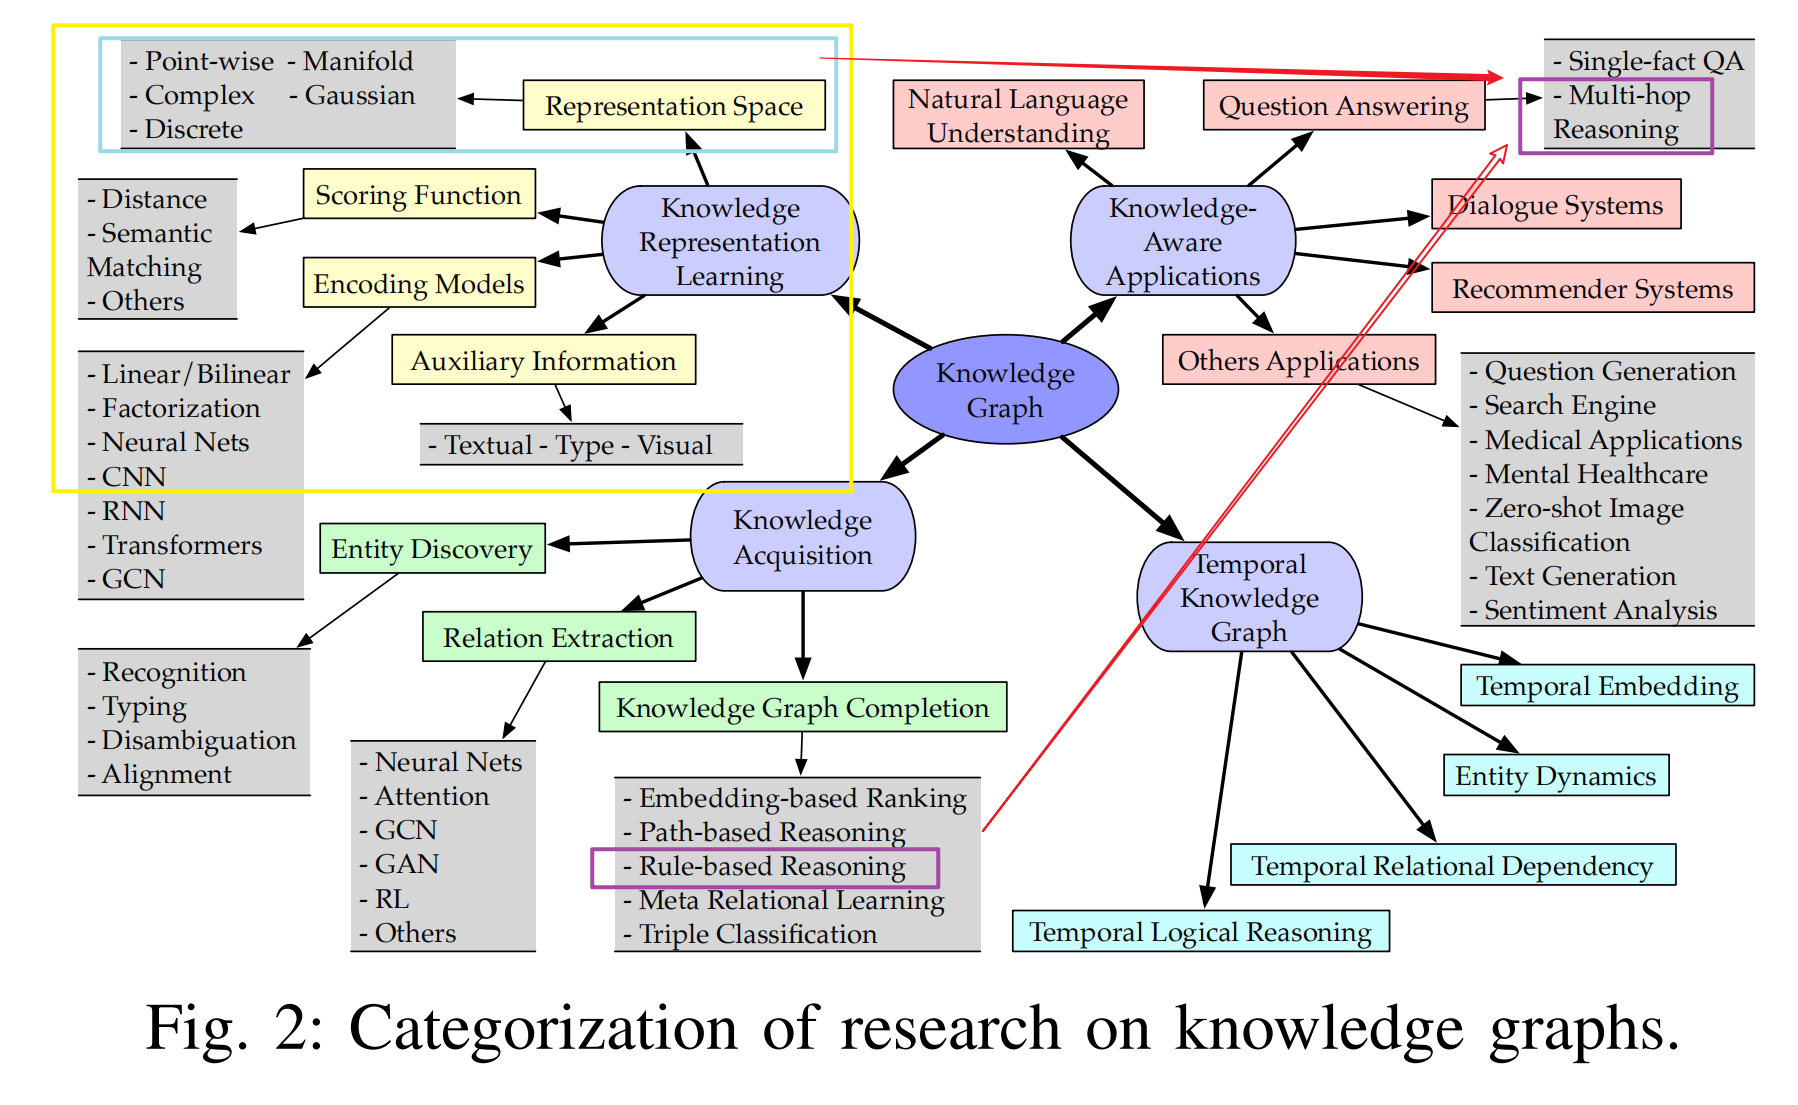 - Point-wise - Manifold
- Complex - Gaussian
- Discrete
Representation Space
Natural Language
Understanding
Question Answering
- Single-fact QA
- Multi-hop
Reasoning
- Distance
- Semantic
Matching
- Others
Scoring Function
Encoding Models
Knowledge
Representation
Learning
Knowledge-
Aware
Applications
Dialogue Systems
Recommender Systems
Auxiliary Information
- Textual - Type - Visual
Knowledge
Graph
Others Applications
- Linear/Bilinear
- Factorization
- Neural Nets
- CNN
- RNN
- Transformers
- GCN
- Question Generation
- Search Engine
- Medical Applications
- Mental Healthcare
- Zero-shot Image
Classification
- Text Generation
- Sentiment Analysis
Entity Discovery
Knowledge
Acquisition
Temporal
Knowledge
Graph
Relation Extraction
Knowledge Graph Completion
Temporal Embedding
- Recognition
- Typing
- Disambiguation
- Alignment
- Neural Nets
- Attention
- GCN
- GAN
- RL
- Others
- Embedding-based Ranking
- Path-based Reasoning
- Rule-based Reasoning
- Meta Relational Learning
- Triple Classification
Entity Dynamics
Temporal Relational Dependency
Temporal Logical Reasoning
Fig. 2: Categorization of research on knowledge graphs.